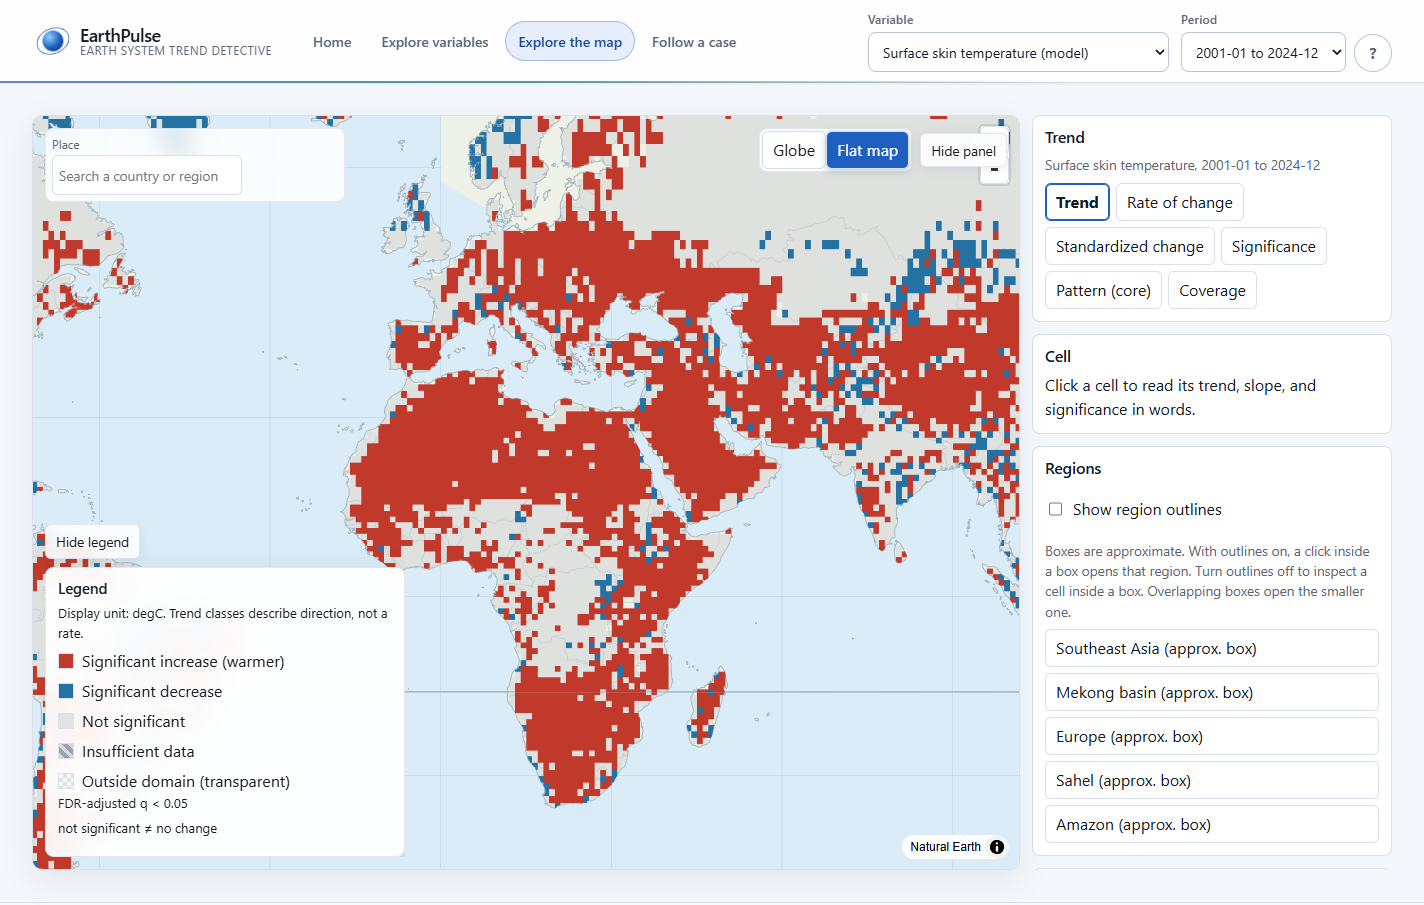 EarthPulse
EARTH SYSTEM TREND DETECTIVE
Home
Explore variables
Explore the map
Follow a case
Variable
Surface skin temperature (model)
Period
2001-01 to 2024-12
?
Place
Search a country or region
Globe
Flat map
Hide panel
Hide legend
Legend
Display unit: degC. Trend classes describe direction, not a
rate.
Significant increase (warmer)
Significant decrease
Not significant
Insufficient data
Outside domain (transparent)
FDR-adjusted q < 0.05
not significant ≠ no change
Natural Earth
Trend
Surface skin temperature, 2001-01 to 2024-12
Trend
Rate of change
Standardized change
Significance
Pattern (core)
Coverage
Cell
Click a cell to read its trend, slope, and
significance in words.
Regions
Show region outlines
Boxes are approximate. With outlines on, a click inside
a box opens that region. Turn outlines off to inspect a
cell inside a box. Overlapping boxes open the smaller
one.
Southeast Asia (approx. box)
Mekong basin (approx. box)
Europe (approx. box)
Sahel (approx. box)
Amazon (approx. box)